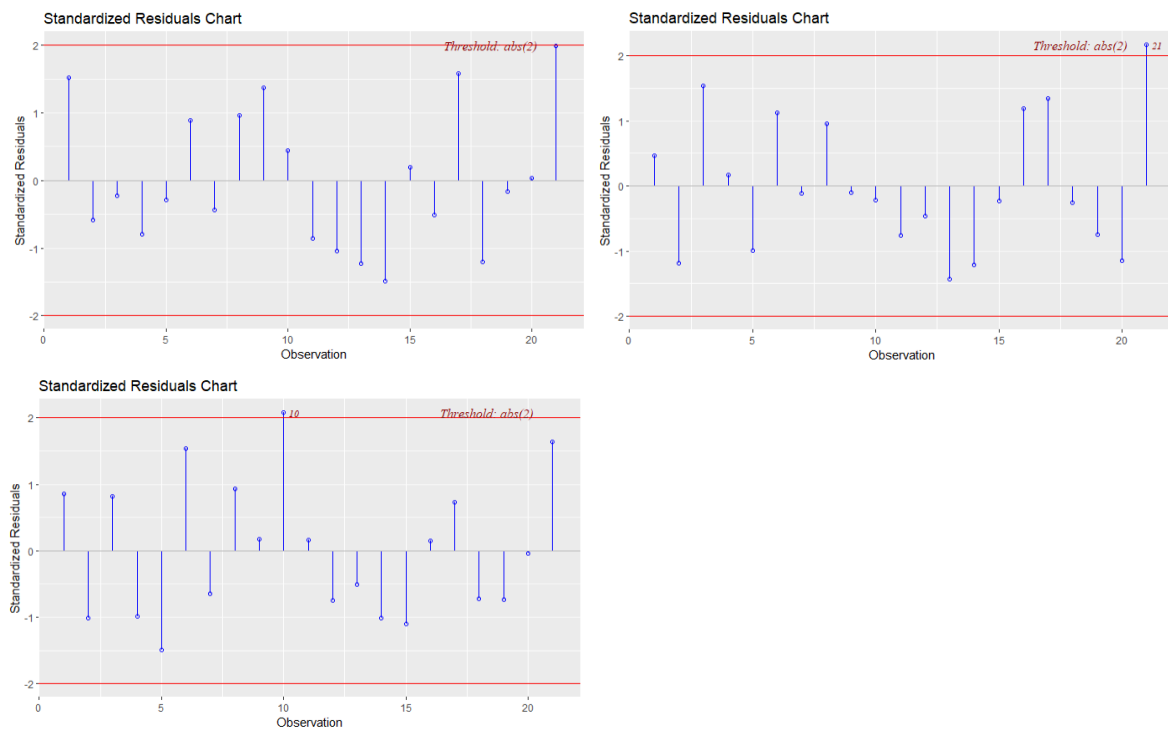 Standardized Residuals Chart
Threshold: abs(2)
Standardized Residuals
2
1
0
-1
-2
0 5 10 15 20
Observation
Standardized Residuals Chart
Threshold: abs(2) 21
Standardized Residuals
2
1
0
-1
-2
0 5 10 15 20
Observation
Standardized Residuals Chart
10 Threshold: abs(2)
Standardized Residuals
2
1
0
-1
-2
0 5 10 15 20
Observation